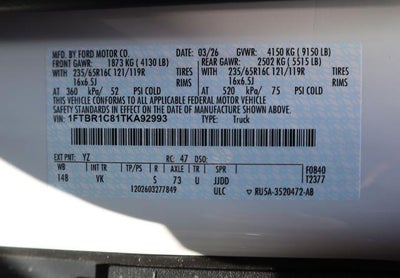 MFD. BY FORD MOTOR CO. 03/26 GVWR: 4150 KG ( 9150 LB)
FRONT GAWR: 1873 KG ( 4130 LB) REAR GAWR: 2502 KG ( 5515 LB)
235/65R16C 121/119R TIRES 235/65R16C 121/119R TIRES
16x6.5J RIMS 16x6.5J RIMS
AT 360 kPa/ 52 PSI COLD AT 520 kPa/ 75 PSI COLD
THIS VEHICLE CONFORMS TO ALL APPLICABLE FEDERAL MOTOR VEHICLE
SAFETY STANDARDS IN EFFECT ON THE DATE OF MANUFACTURE SHOWN ABOVE.
VIN: 1FTBR1C81TKA92993 TYPE: Truck
EXT PNT: YZ RC: 47 DSO: F0840
WB INT TR TP/PS R AXLE TR SPR T2377
148 VK S 73 U JJDD
1202603277849 ULC RU5A-3520472-AB